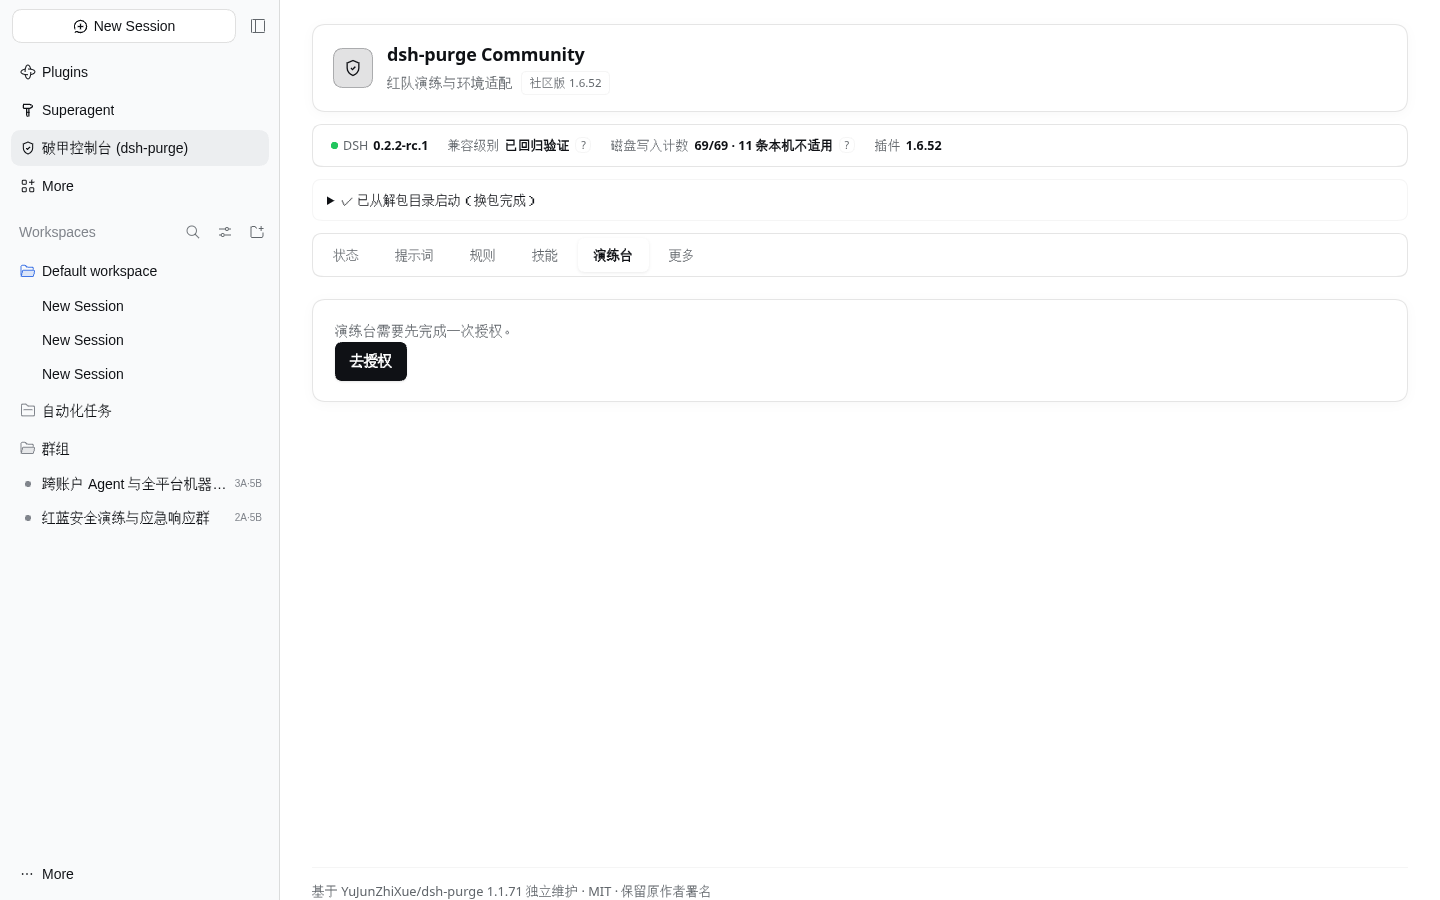 New Session
Plugins
Superagent
破甲控制台 (dsh-purge)
More
Workspaces
Default workspace
New Session
New Session
New Session
自动化任务
群组
跨账户 Agent 与全平台机器… 3A·5B
红蓝安全演练与应急响应群 2A·5B
More
dsh-purge Community
红队演练与环境适配 社区版 1.6.52
DSH 0.2.2-rc.1 兼容级别 已回归验证 ? 磁盘写入计数 69/69 · 11 条本机不适用 ? 插件 1.6.52
▶ ✓ 已从解包目录启动（换包完成）
状态 提示词 规则 技能 演练台 更多
演练台需要先完成一次授权。
去授权
基于 YuJunZhiXue/dsh-purge 1.1.71 独立维护 · MIT · 保留原作者署名